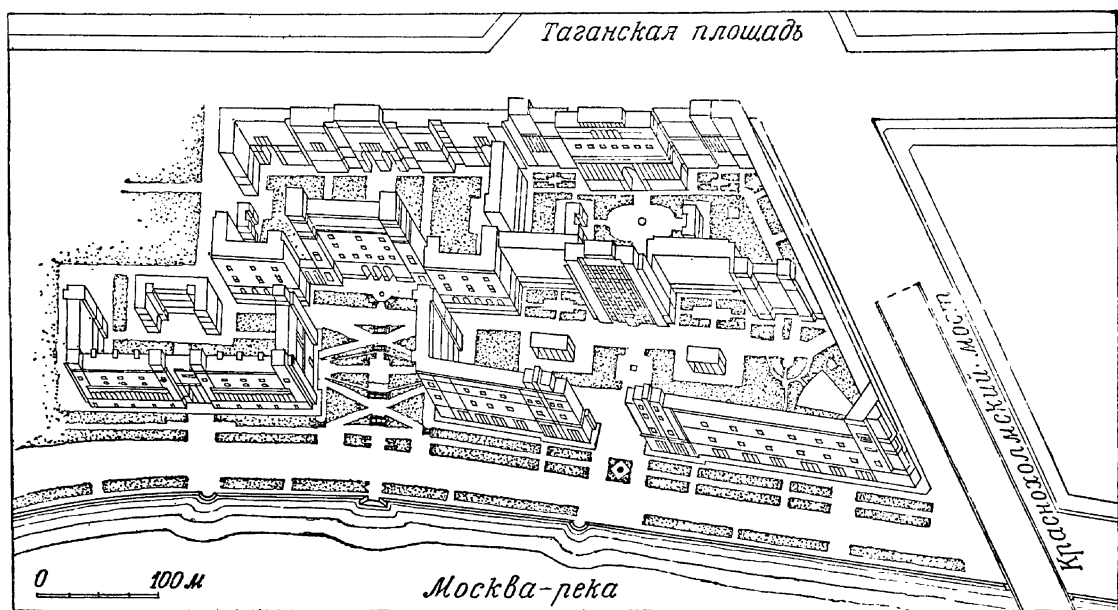 Таганская площадь
Краснохолмский мост
0 100 м
Москва-река